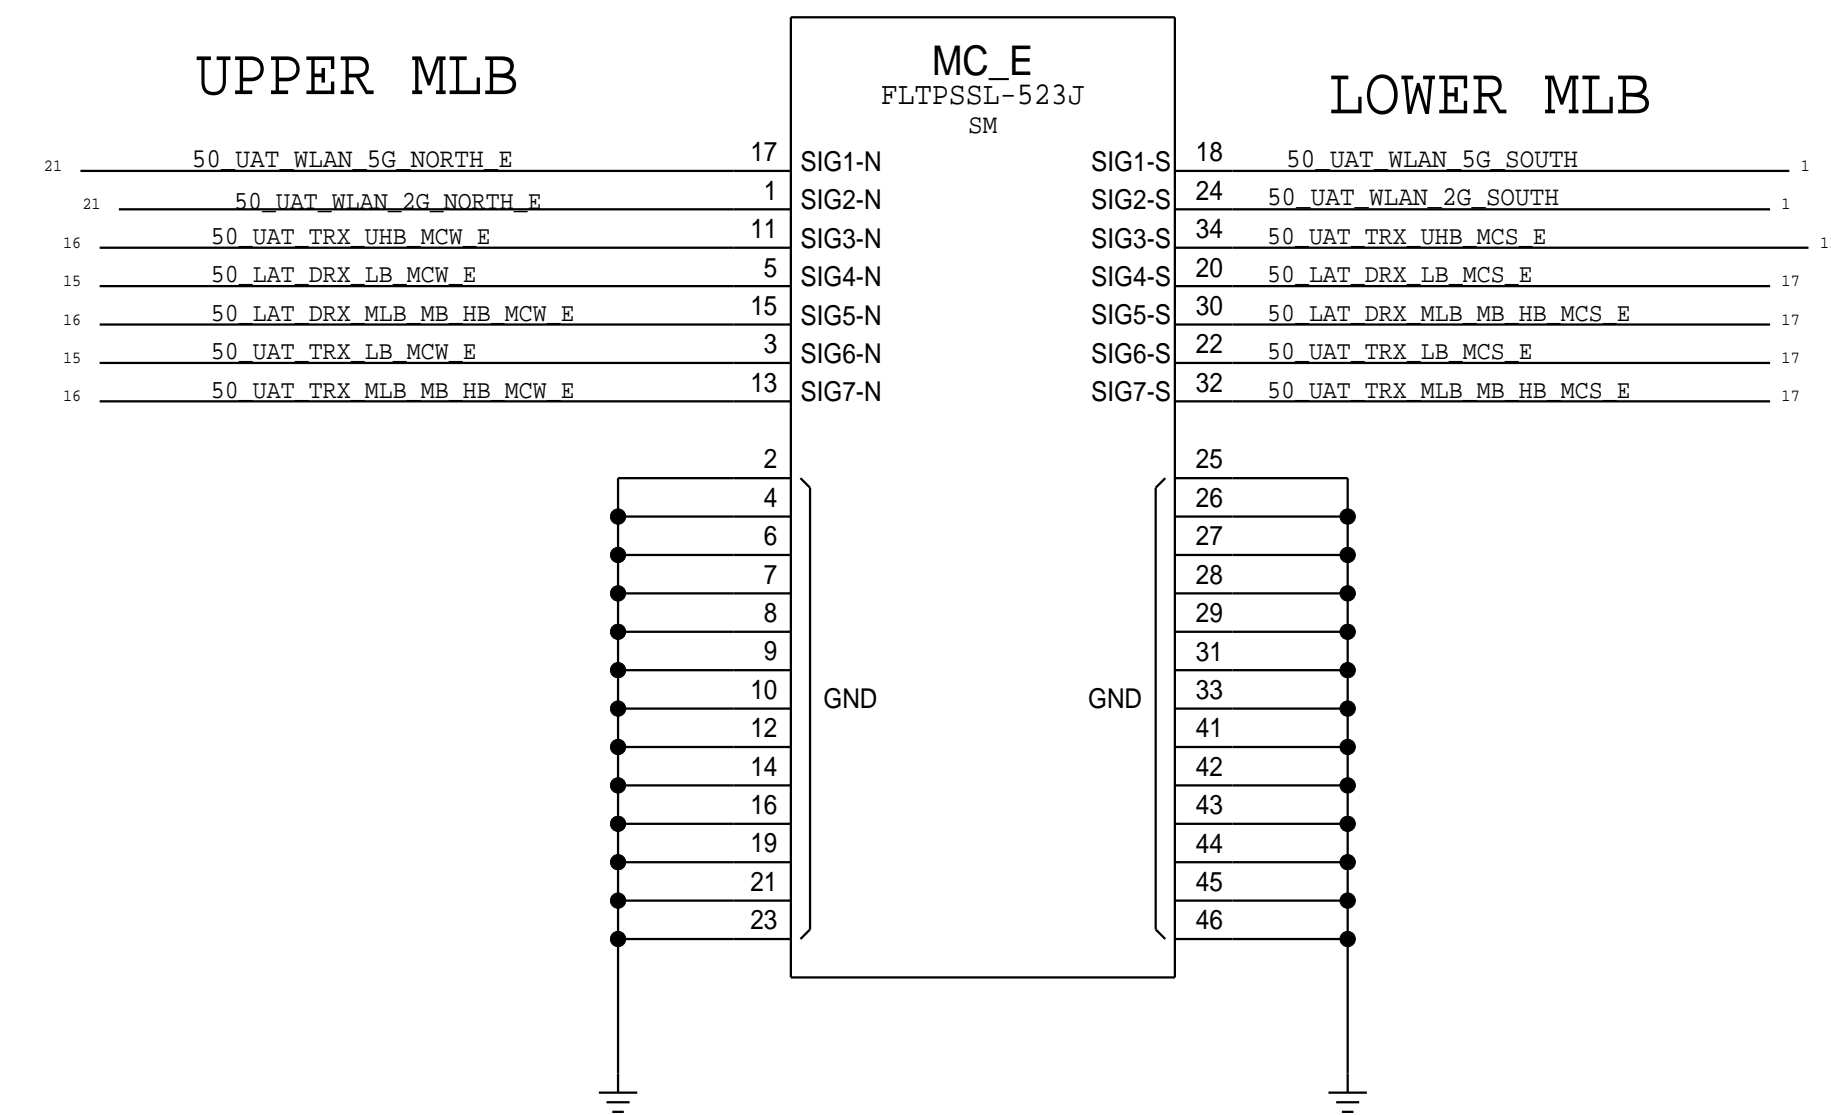 UPPER MLB
MC_E
FLTPSSL-523J
SM
LOWER MLB
21 50_UAT_WLAN_5G_NORTH_E 17 SIG1-N SIG1-S 18 50_UAT_WLAN_5G_SOUTH 1
21 50_UAT_WLAN_2G_NORTH_E 1 SIG2-N SIG2-S 24 50_UAT_WLAN_2G_SOUTH 1
16 50_UAT_TRX_UHB_MCW_E 11 SIG3-N SIG3-S 34 50_UAT_TRX_UHB_MCS_E
15 50_LAT_DRX_LB_MCW_E 5 SIG4-N SIG4-S 20 50_LAT_DRX_LB_MCS_E 17
16 50_LAT_DRX_MLB_MB_HB_MCW_E 15 SIG5-N SIG5-S 30 50_LAT_DRX_MLB_MB_HB_MCS_E 17
15 50_UAT_TRX_LB_MCW_E 3 SIG6-N SIG6-S 22 50_UAT_TRX_LB_MCS_E 17
16 50_UAT_TRX_MLB_MB_HB_MCW_E 13 SIG7-N SIG7-S 32 50_UAT_TRX_MLB_MB_HB_MCS_E 17
2 25
4 26
6 27
7 28
8 29
9 31
10 GND GND 33
12 41
14 42
16 43
19 44
21 45
23 46